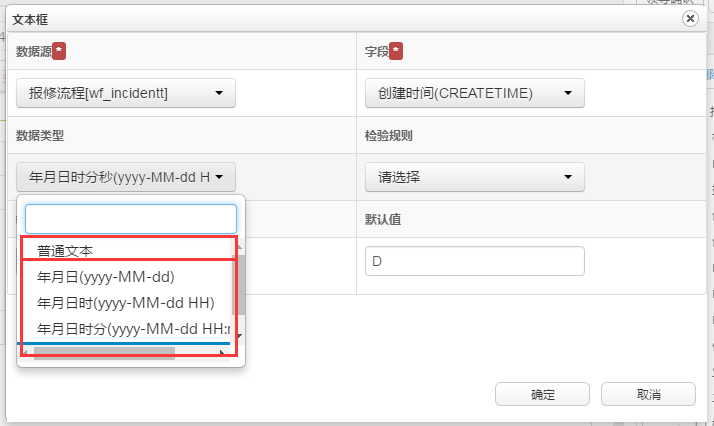 文本框
数据源*
字段*
报修流程[wf_incidentt]
创建时间(CREATETIME)
数据类型
检验规则
年月日时分秒(yyyy-MM-dd H
请选择
默认值
普通文本
年月日(yyyy-MM-dd)
D
年月日时(yyyy-MM-dd HH)
年月日时分(yyyy-MM-dd HH:
确定
取消